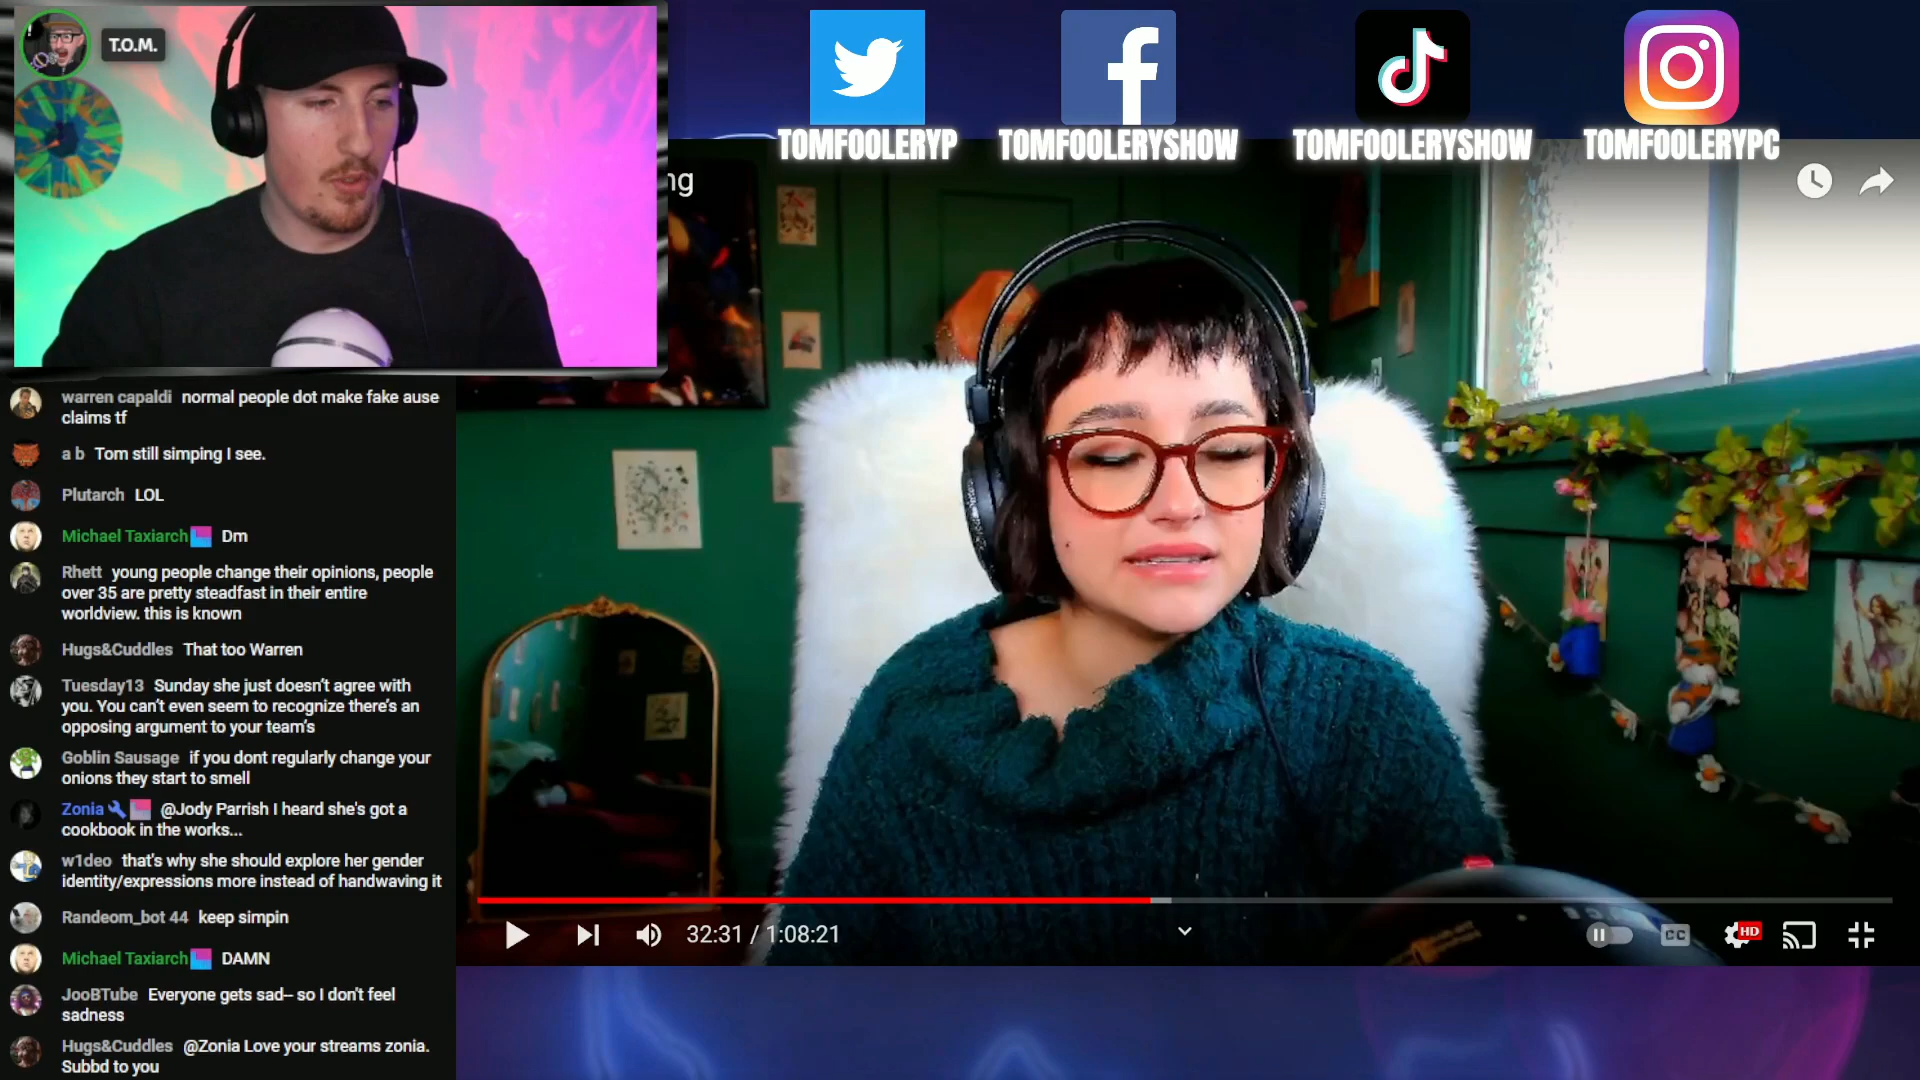 T.O.M.
TOMFOOLERYP
TOMFOOLERYSHOW
TOMFOOLERYSHOW
TOMFOOLERYPC
ng
warren capaldi normal people dot make fake ause
claims tf
a b Tom still simping I see.
Plutarch LOL
Michael Taxiarch Dm
Rhett young people change their opinions, people
over 35 are pretty steadfast in their entire
worldview. this is known
Hugs&Cuddles That too Warren
Tuesday13 Sunday she just doesn’t agree with
you. You can’t even seem to recognize there’s an
opposing argument to your team’s
Goblin Sausage if you dont regularly change your
onions they start to smell
Zonia @Jody Parrish I heard she's got a
cookbook in the works...
w1deo that's why she should explore her gender
identity/expressions more instead of handwaving it
Randeom_bot 44 keep simpin
Michael Taxiarch DAMN
JooBTube Everyone gets sad-- so I don't feel
sadness
Hugs&Cuddles @Zonia Love your streams zonia.
Subbd to you
32:31 / 1:08:21
CC
HD